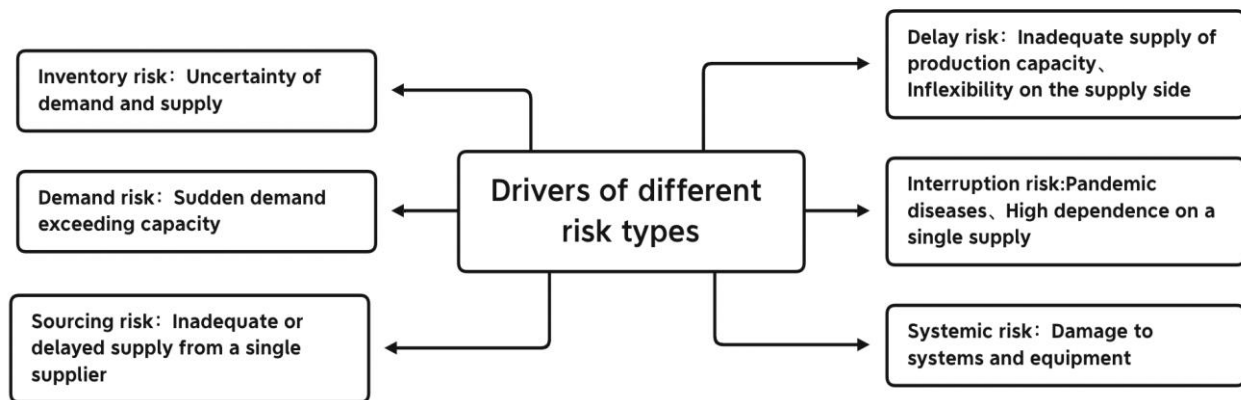 Inventory risk：Uncertainty of
demand and supply
Demand risk：Sudden demand
exceeding capacity
Sourcing risk：Inadequate or
delayed supply from a single
supplier
Drivers of different
risk types
Delay risk：Inadequate supply of
production capacity、
Inflexibility on the supply side
Interruption risk:Pandemic
diseases、High dependence on a
single supply
Systemic risk：Damage to
systems and equipment